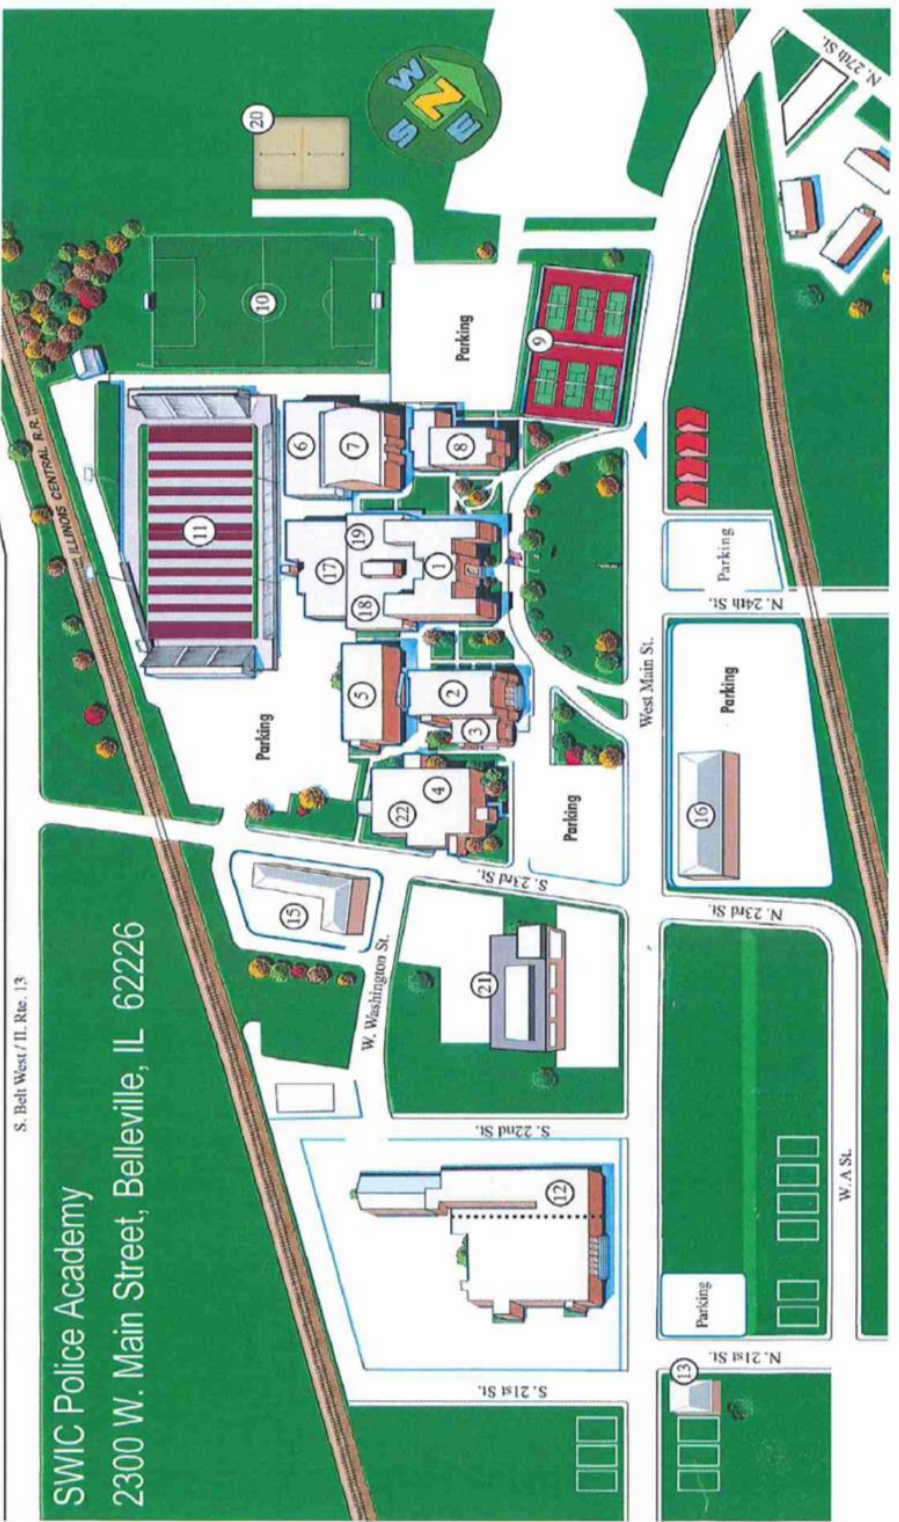 S. Belt West / Il. Rte. 13
SWIC Police Academy
2300 W. Main Street, Belleville, IL 62226
ILLINOIS CENTRAL R.R.
20
W
N
S
E
10
11
6
7
8
9
Parking
17
19
18
1
5
2
3
4
22
Parking
Parking
15
W. Washington St.
S. 23rd St.
21
S. 22nd St.
12
S. 21st St.
West Main St.
Parking
N. 24th St.
Parking
16
N. 23rd St.
W. A St.
Parking
N. 21st St.
13
N. 27th St.